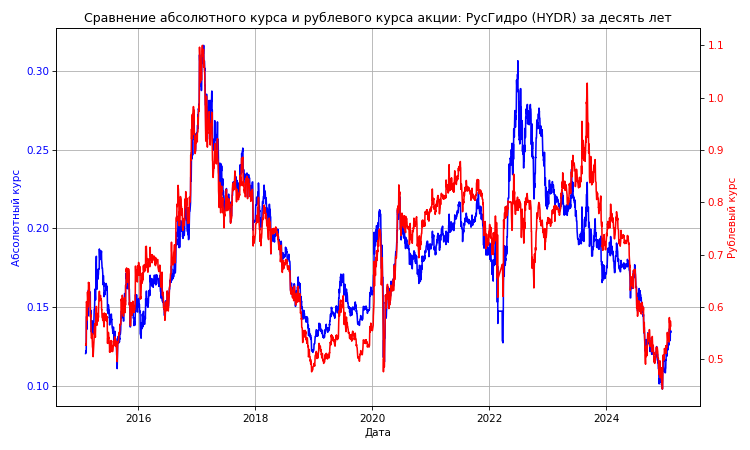 Сравнение абсолютного курса и рублевого курса акции: РусГидро (HYDR) за десять лет
0.30
0.25
0.20
0.15
0.10
Абсолютный курс
1.1
1.0
0.9
0.8
0.7
0.6
0.5
Рублевый курс
2016 2018 2020 2022 2024
Дата